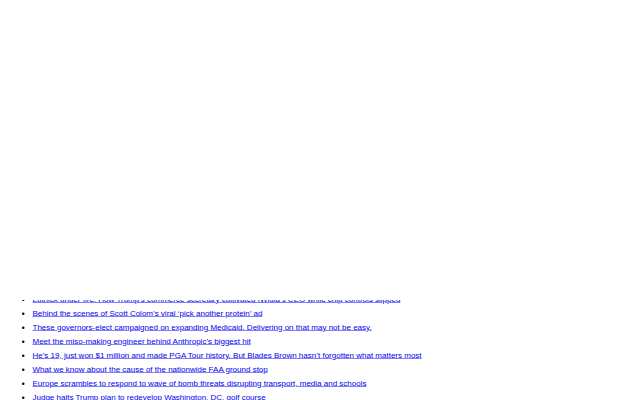 Behind the scenes of Scott Colom's viral 'pick another protein' ad
These governors-elect campaigned on expanding Medicaid. Delivering on that may not be easy.
Meet the miso-making engineer behind Anthropic's biggest hit
He's 19, just won $1 million and made PGA Tour history. But Blades Brown hasn't forgotten what matters most
What we know about the cause of the nationwide FAA ground stop
Europe scrambles to respond to wave of bomb threats disrupting transport, media and schools
Judge halts Trump plan to redevelop Washington, DC, golf course